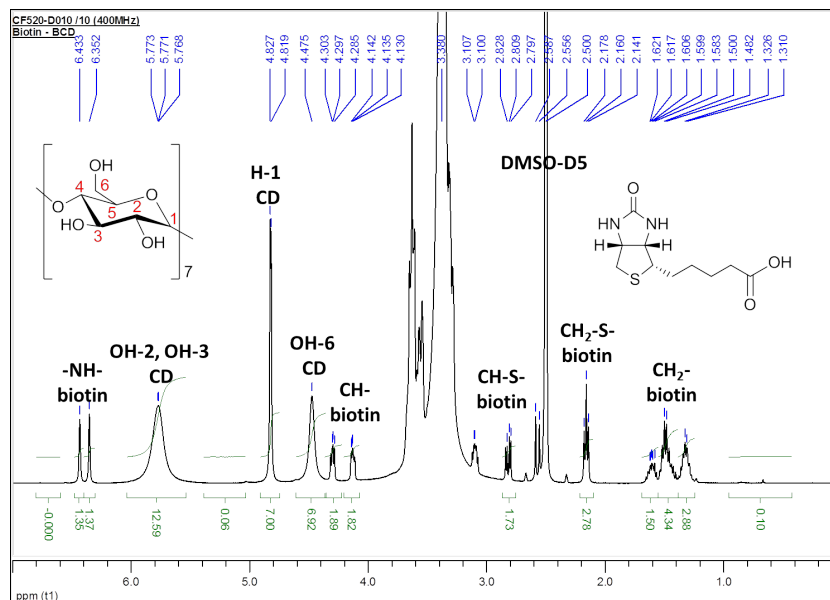 CF520-D010 /10 (400MHz)
Biotin - BCD
6.433
6.352
5.773
5.771
5.768
4.827
4.819
4.475
4.303
4.297
4.285
4.142
4.135
4.130
3.380
3.107
3.100
2.828
2.809
2.797
2.587
2.556
2.500
2.178
2.160
2.141
1.621
1.617
1.606
1.599
1.583
1.500
1.482
1.326
1.310
OH
6
4
O
5
O
2
1
HO
3
OH
OH
7
H-1
CD
DMSO-D5
O
HN
NH
H
H
S
OH
O
-NH-
biotin
OH-2, OH-3
CD
OH-6
CD
CH-
biotin
CH-S-
biotin
CH2-S-
biotin
CH2-
biotin
-0.000
1.35
1.37
12.59
0.06
7.00
6.92
1.89
1.82
1.73
2.78
1.50
4.34
2.88
0.10
6.0
5.0
4.0
3.0
2.0
1.0
ppm (t1)